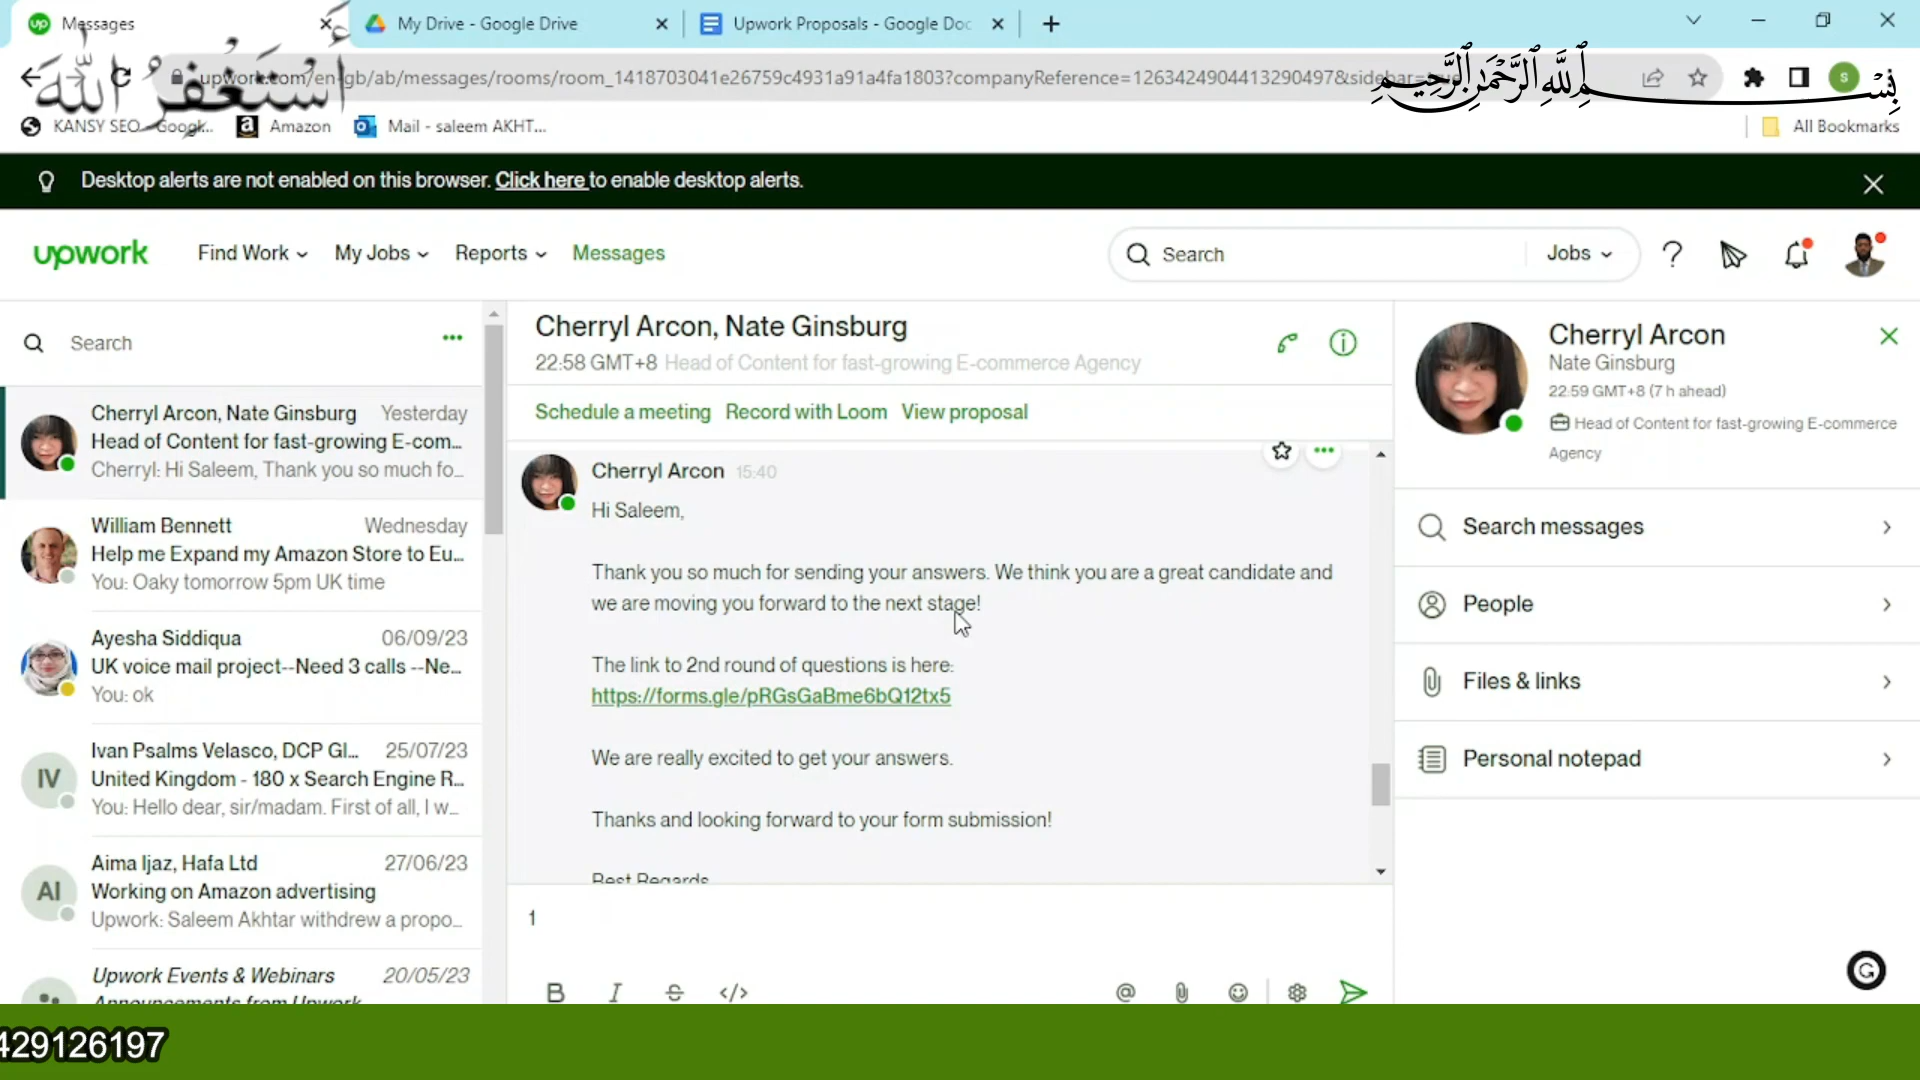 Messages
My Drive - Google Drive
Upwork Proposals - Google Doc
أَسْتَغْفِرُ اللَّهَ
upwork.com/en-gb/ab/messages/rooms/room_1418703041e26759c4931a91a4fa1803?companyReference=1263424904413290497&sidebar=true
بِسْمِ اللَّهِ الرَّحْمَٰنِ الرَّحِيمِ
S
KANSY SEO - Googl...
Amazon
Mail - saleem AKHT...
All Bookmarks
Desktop alerts are not enabled on this browser. Click here to enable desktop alerts.
upwork
Find Work
My Jobs
Reports
Messages
Search
Jobs
Search
Cherryl Arcon, Nate Ginsburg Yesterday
Head of Content for fast-growing E-com...
Cherryl: Hi Saleem, Thank you so much fo...
William Bennett Wednesday
Help me Expand my Amazon Store to Eu...
You: Oaky tomorrow 5pm UK time
Ayesha Siddiqua 06/09/23
UK voice mail project--Need 3 calls --Ne...
You: ok
IV
Ivan Psalms Velasco, DCP Gl... 25/07/23
United Kingdom - 180 x Search Engine R...
You: Hello dear, sir/madam. First of all, I w...
AI
Aima Ijaz, Hafa Ltd 27/06/23
Working on Amazon advertising
Upwork: Saleem Akhtar withdrew a propo...
Upwork Events & Webinars 20/05/23
Announcements from Upwork
Cherryl Arcon, Nate Ginsburg
22:58 GMT+8 Head of Content for fast-growing E-commerce Agency
Schedule a meeting Record with Loom View proposal
Cherryl Arcon 15:40
Hi Saleem,
Thank you so much for sending your answers. We think you are a great candidate and
we are moving you forward to the next stage!
The link to 2nd round of questions is here:
https://forms.gle/pRGsGaBme6bQ12tx5
We are really excited to get your answers.
Thanks and looking forward to your form submission!
Best Regards
1
Cherryl Arcon
Nate Ginsburg
22:59 GMT+8 (7 h ahead)
Head of Content for fast-growing E-commerce
Agency
Search messages
People
Files & links
Personal notepad
429126197